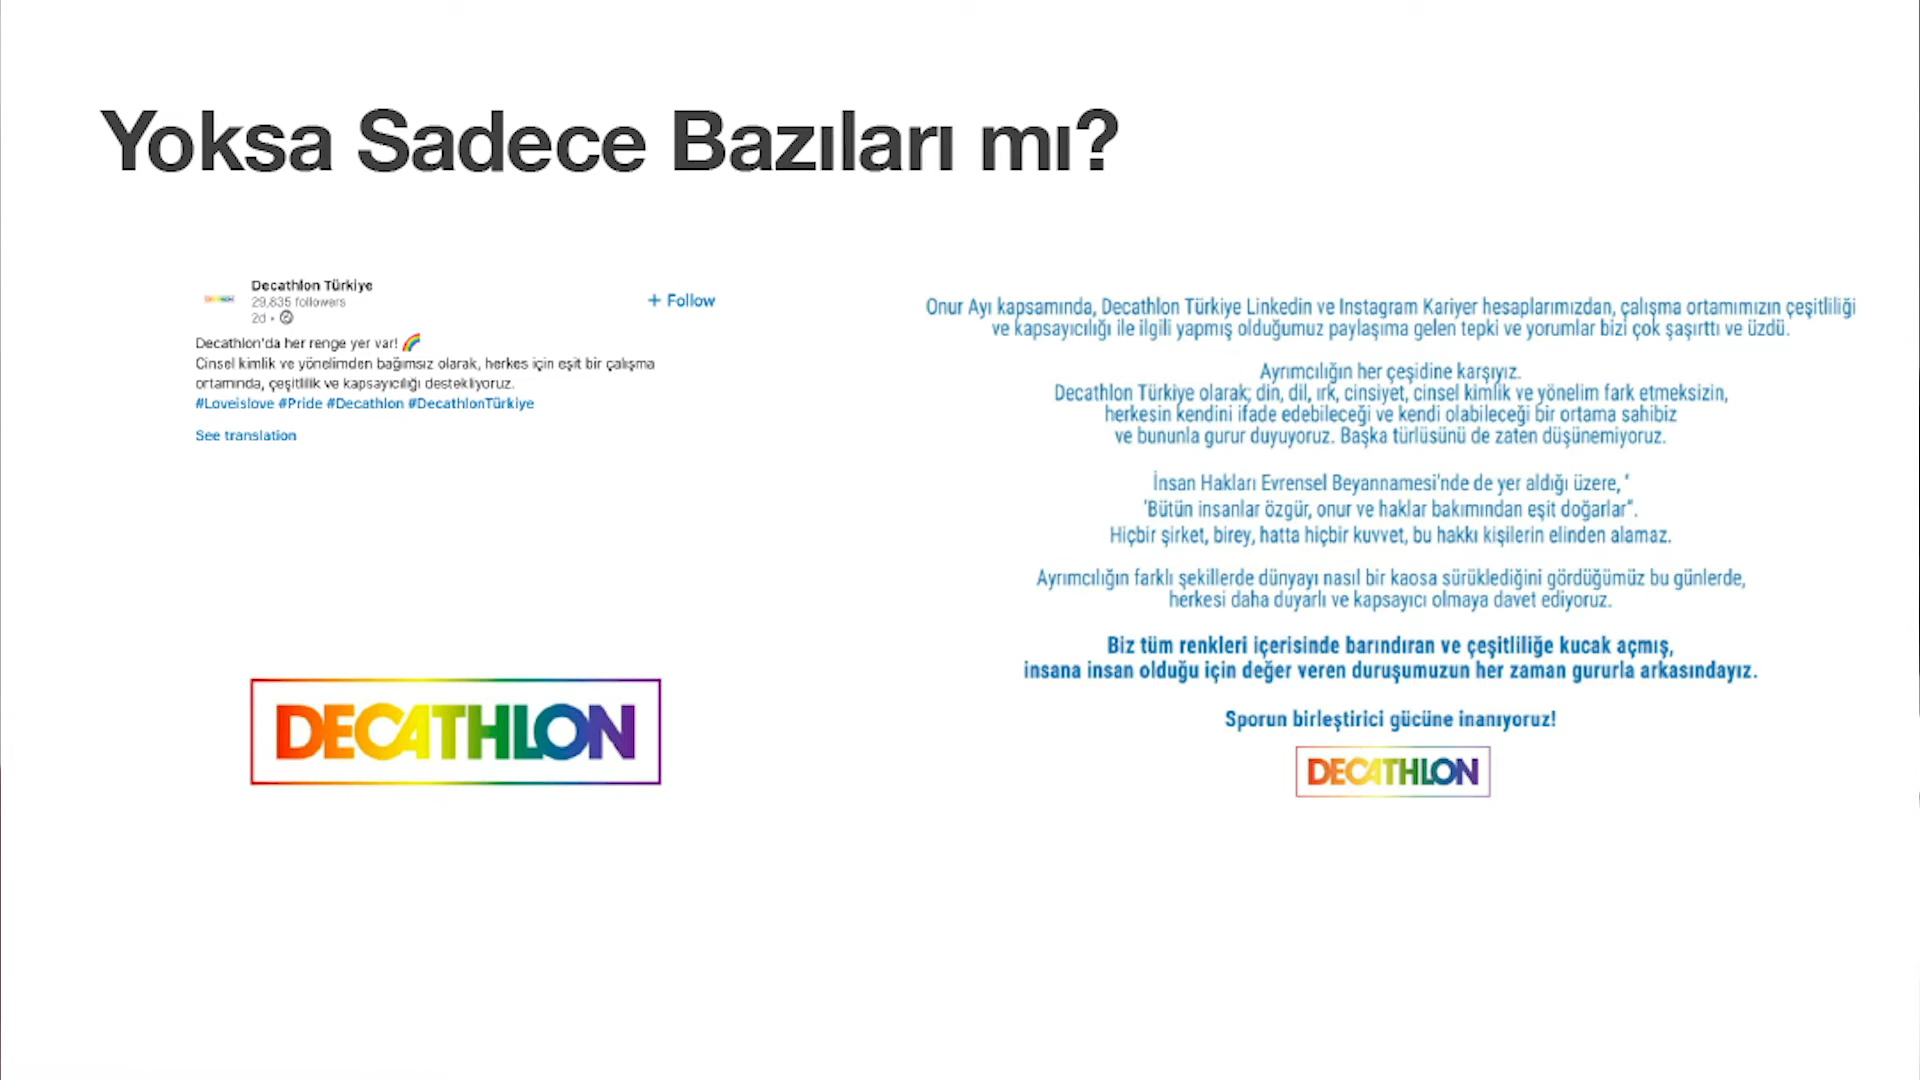 Yoksa Sadece Bazıları mı?
DECATHLON
Decathlon Türkiye
29,835 followers
2d •
+ Follow
Decathlon'da her renge yer var! 🌈
Cinsel kimlik ve yönelimden bağımsız olarak, herkes için eşit bir çalışma
ortamında, çeşitlilik ve kapsayıcılığı destekliyoruz.
#Loveislove #Pride #Decathlon #DecathlonTürkiye
See translation
DECATHLON
Onur Ayı kapsamında, Decathlon Türkiye Linkedin ve Instagram Kariyer hesaplarımızdan, çalışma ortamımızın çeşitliliği
ve kapsayıcılığı ile ilgili yapmış olduğumuz paylaşıma gelen tepki ve yorumlar bizi çok şaşırttı ve üzdü.
Ayrımcılığın her çeşidine karşıyız.
Decathlon Türkiye olarak; din, dil, ırk, cinsiyet, cinsel kimlik ve yönelim fark etmeksizin,
herkesin kendini ifade edebileceği ve kendi olabileceği bir ortama sahibiz
ve bununla gurur duyuyoruz. Başka türlüsünü de zaten düşünemiyoruz.
İnsan Hakları Evrensel Beyannamesi'nde de yer aldığı üzere, '
'Bütün insanlar özgür, onur ve haklar bakımından eşit doğarlar".
Hiçbir şirket, birey, hatta hiçbir kuvvet, bu hakkı kişilerin elinden alamaz.
Ayrımcılığın farklı şekillerde dünyayı nasıl bir kaosa sürüklediğini gördüğümüz bu günlerde,
herkesi daha duyarlı ve kapsayıcı olmaya davet ediyoruz.
Biz tüm renkleri içerisinde barındıran ve çeşitliliğe kucak açmış,
insana insan olduğu için değer veren duruşumuzun her zaman gururla arkasındayız.
Sporun birleştirici gücüne inanıyoruz!
DECATHLON